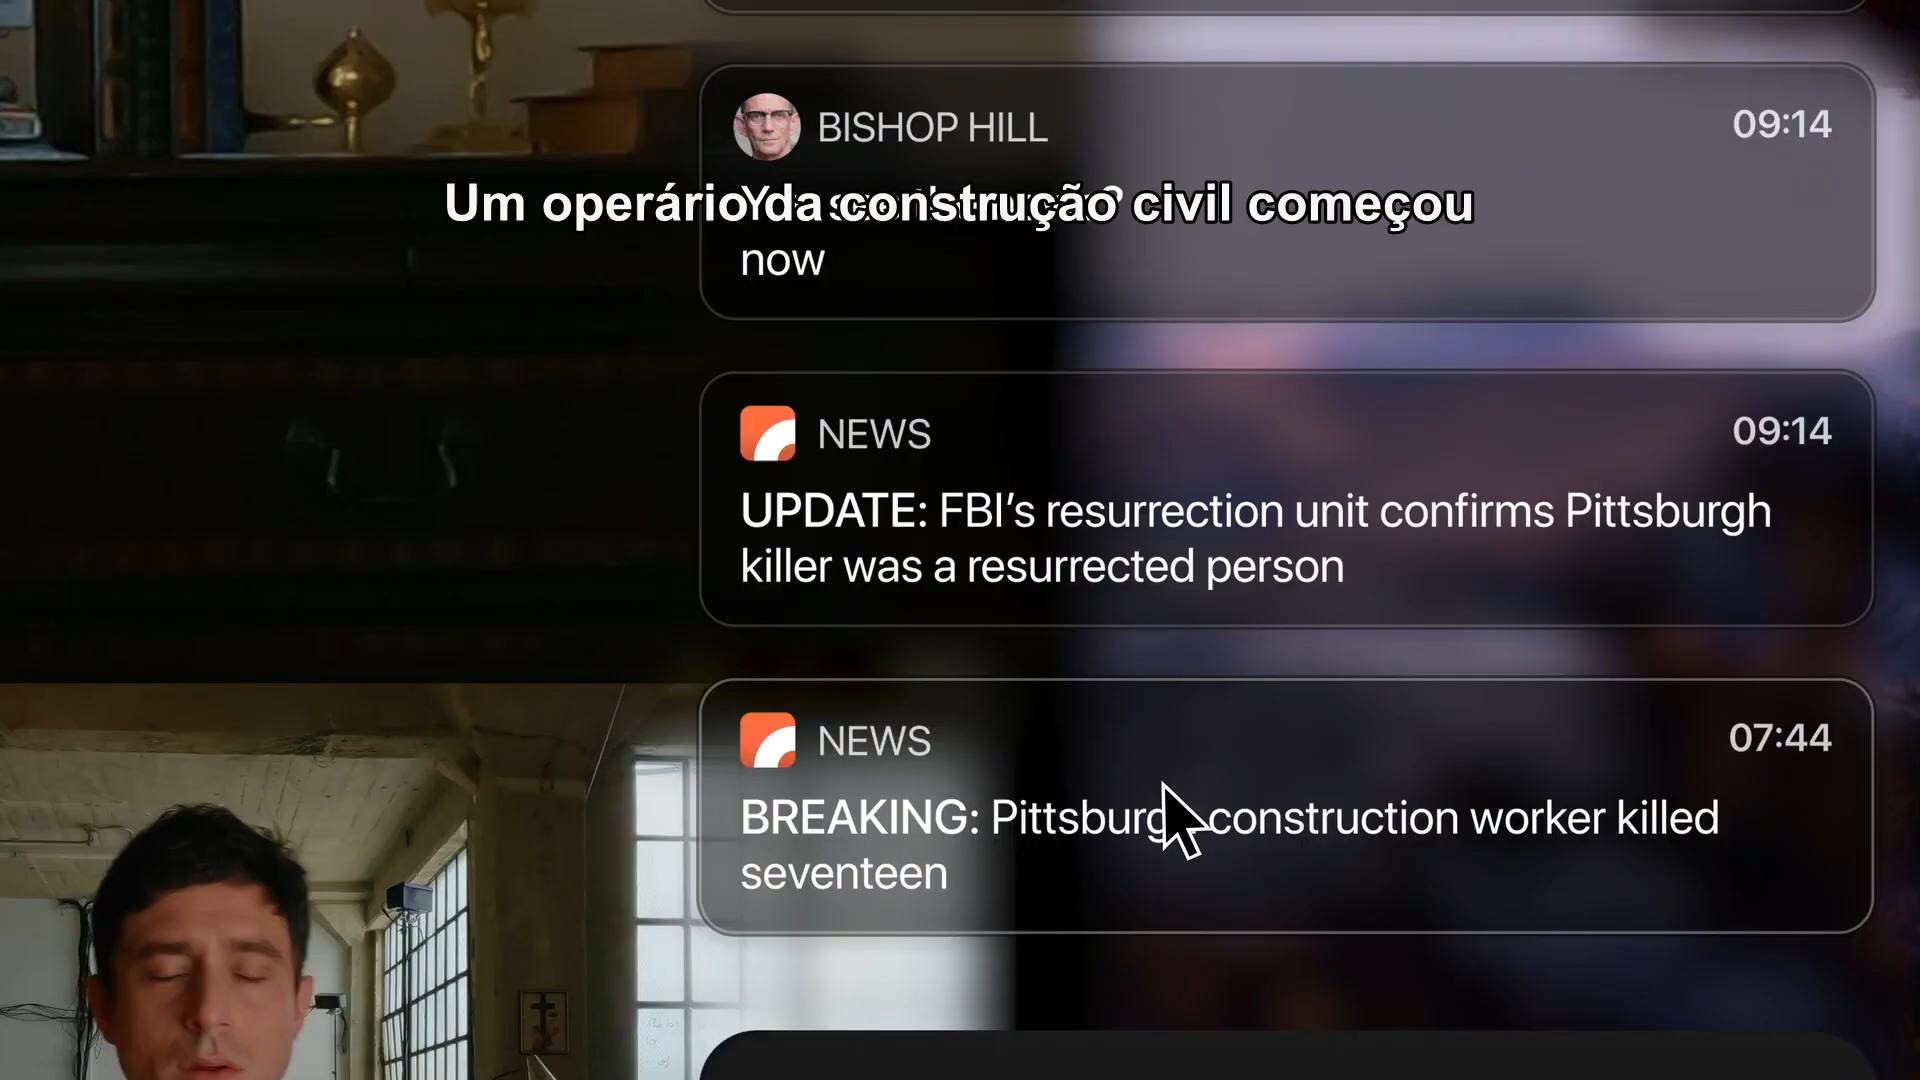 BISHOP HILL
09:14
Um operário da construção civil começou
now
NEWS
09:14
UPDATE: FBI’s resurrection unit confirms Pittsburgh
killer was a resurrected person
NEWS
07:44
BREAKING: Pittsburgh construction worker killed
seventeen